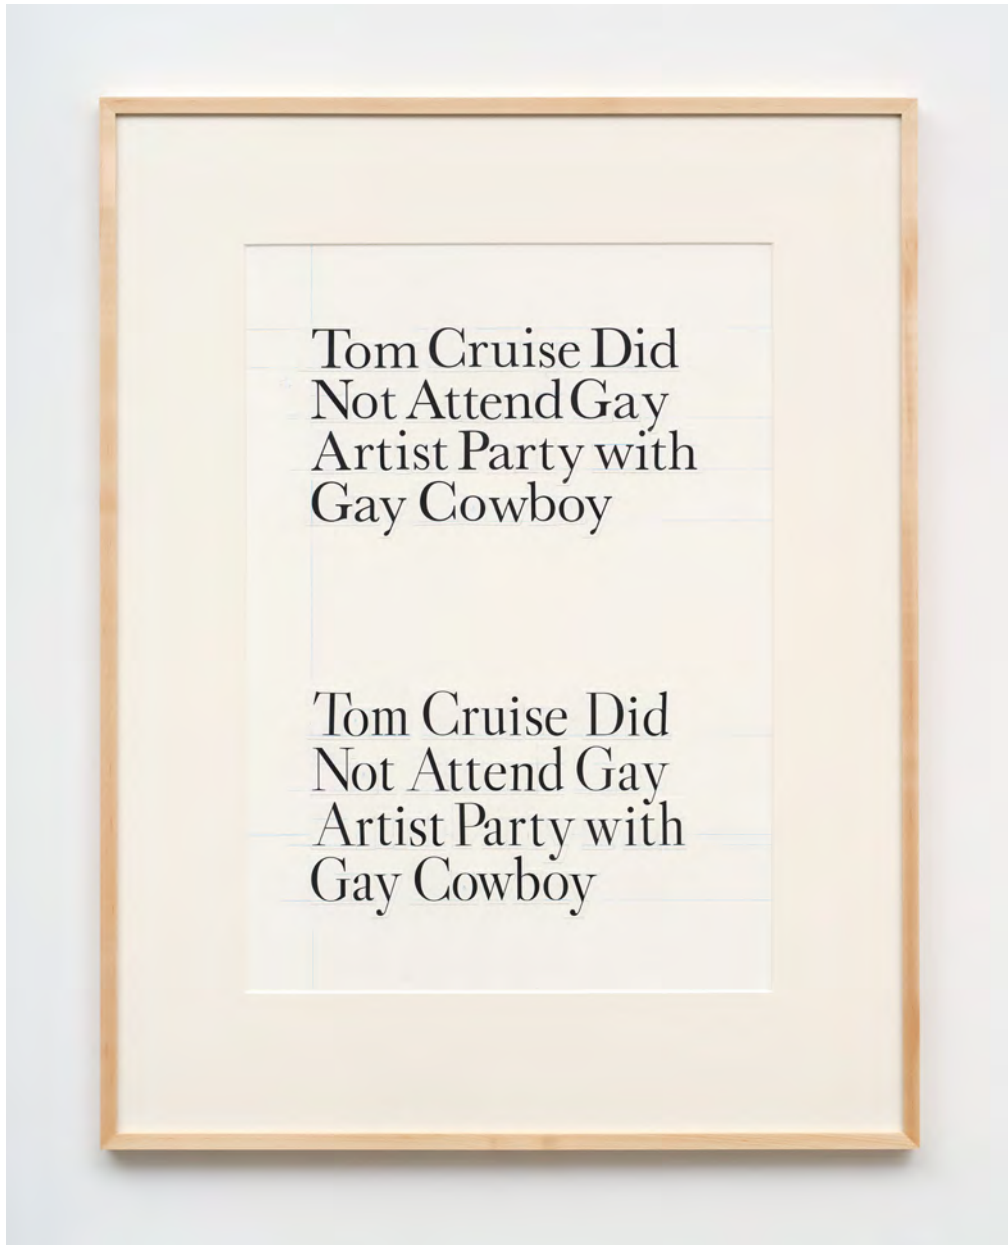 Tom Cruise Did
Not Attend Gay
Artist Party with
Gay Cowboy
Tom Cruise Did
Not Attend Gay
Artist Party with
Gay Cowboy